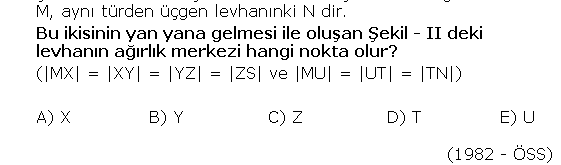 M, aynı türden üçgen levhanınki N dir.
Bu ikisinin yan yana gelmesi ile oluşan Şekil - II deki
levhanın ağırlık merkezi hangi nokta olur?
(|MX| = |XY| = |YZ| = |ZS| ve |MU| = |UT| = |TN|)
A) X B) Y C) Z D) T E) U
(1982 - ÖSS)